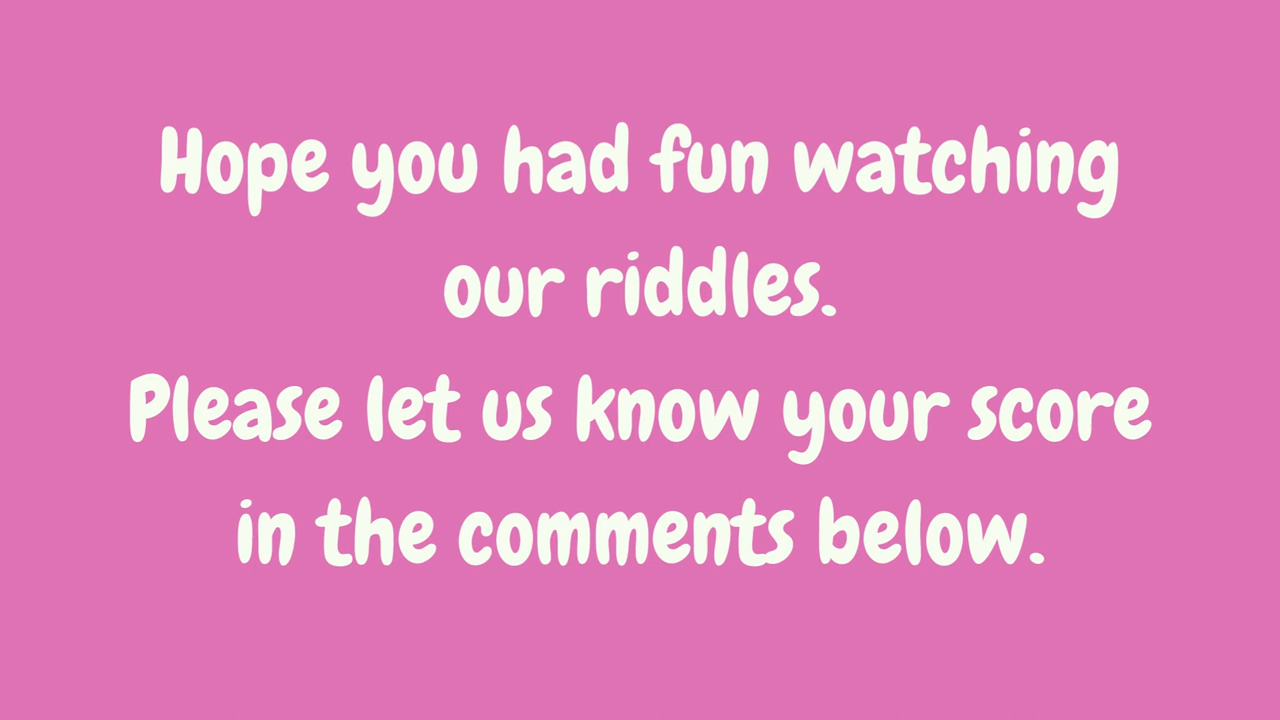 Hope you had fun watching
our riddles.
Please let us know your score
in the comments below.